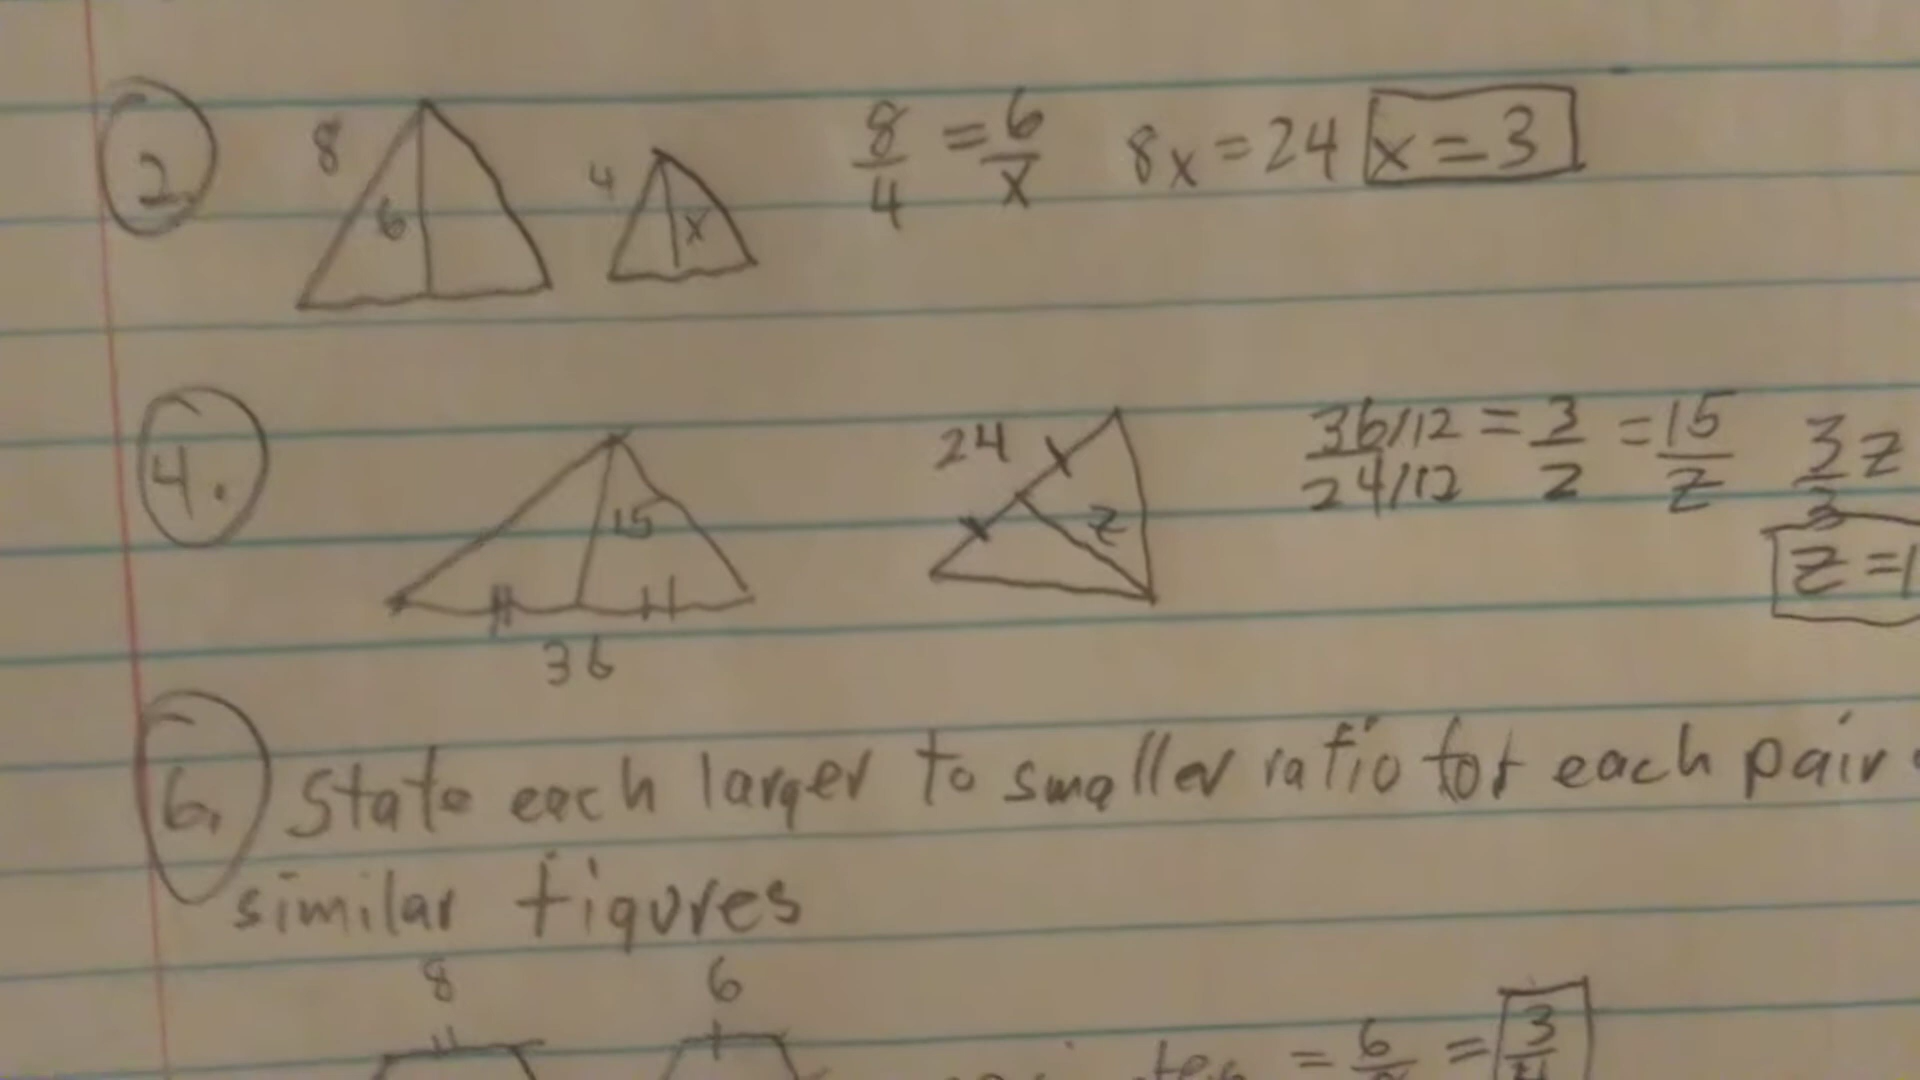 2.
8 6 4 x 8/4 = 6/x 8x = 24 x = 3
4.
15 36 24 z 36/12 / 24/12 = 3/2 = 15/z 3z/3
z = 1
6. State each larger to smaller ratio for each pair
similar figures
8 6
= 6 = 3